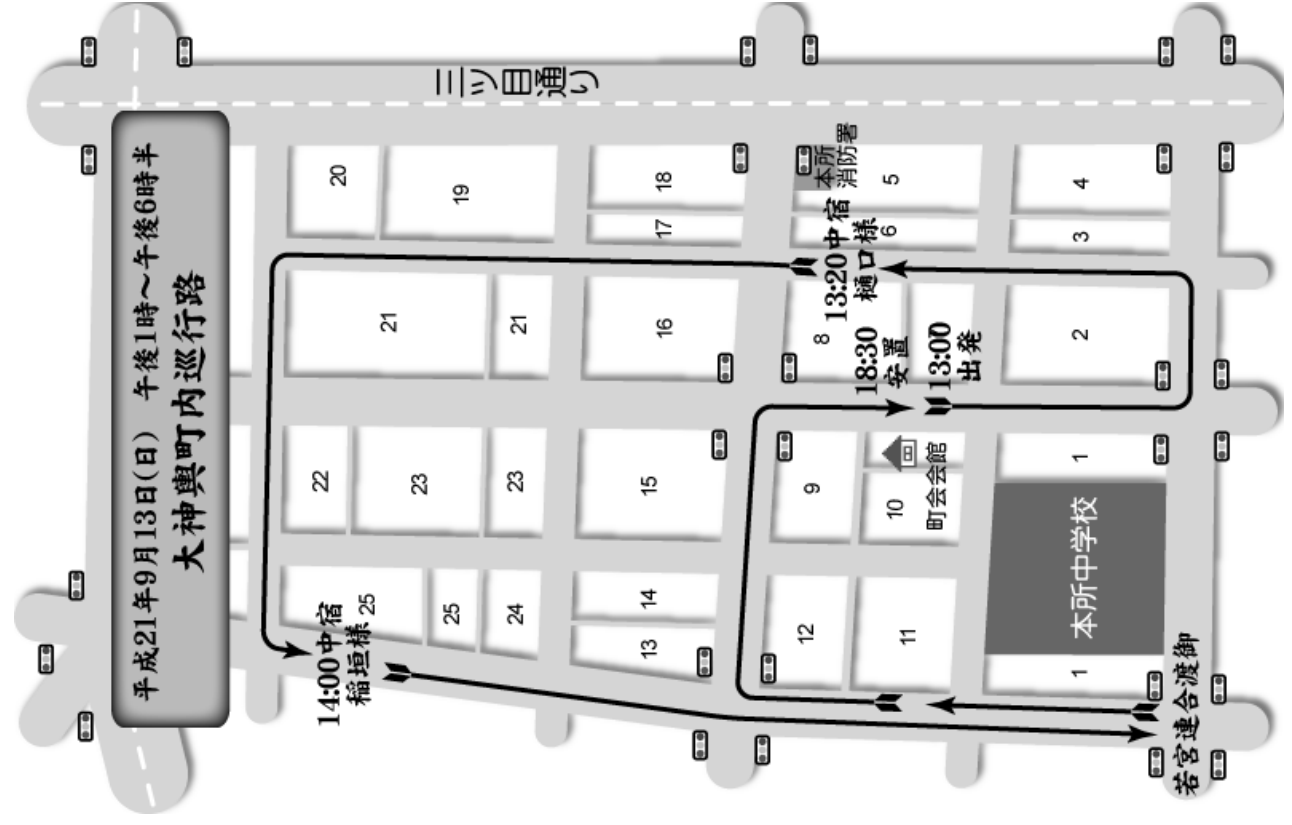 平成21年9月13日(日) 午後1時～午後6時半
大神輿町内巡行路
三ツ目通り
20
19
18
17
本所
消防署
5
6
4
3
21
21
16
8
2
13:20中宿
樋口様
18:30
安置
13:00
出発
22
23
23
15
9
10
町会会館
1
本所中学校
1
25
25
24
14
13
12
11
14:00中宿
稲垣様
若宮連合渡御